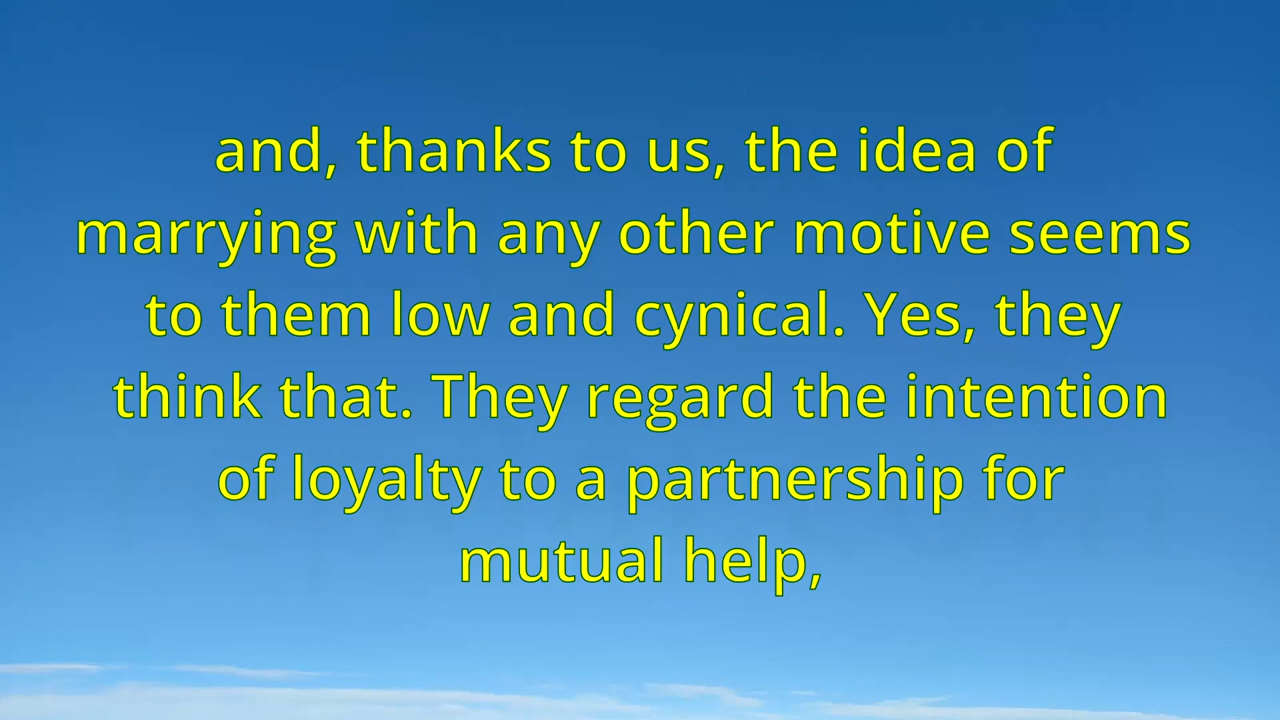 and, thanks to us, the idea of
marrying with any other motive seems
to them low and cynical. Yes, they
think that. They regard the intention
of loyalty to a partnership for
mutual help,